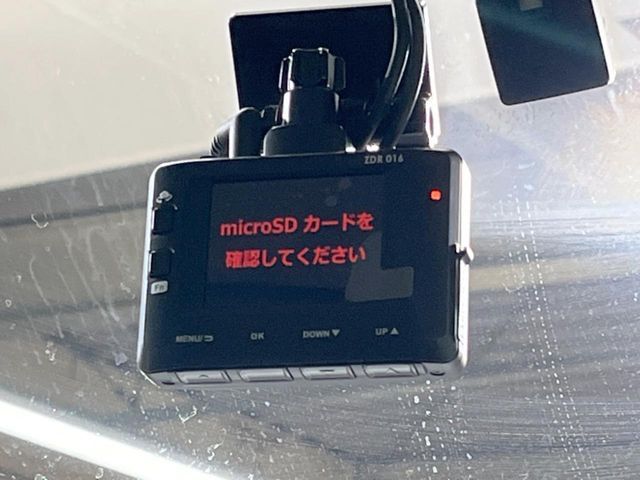 ZDR 016
microSD カードを
確認してください
Fn
MENU/⮌ OK DOWN▼ UP▲